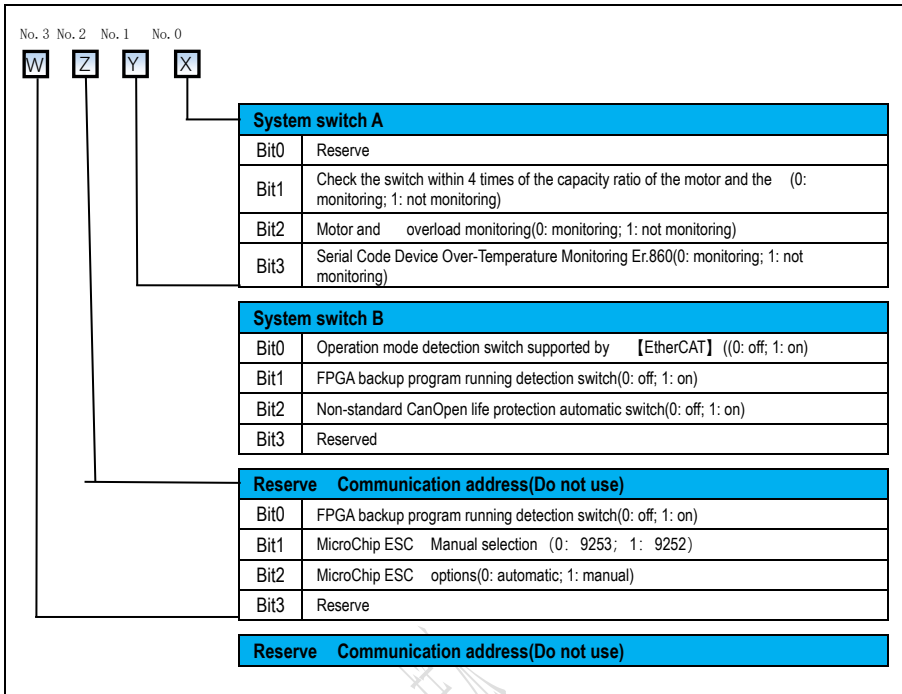 No. 3 No. 2 No. 1 No. 0
W Z Y X
System switch A
Bit0 Reserve
Bit1 Check the switch within 4 times of the capacity ratio of the motor and the (0:
monitoring; 1: not monitoring)
Bit2 Motor and overload monitoring(0: monitoring; 1: not monitoring)
Bit3 Serial Code Device Over-Temperature Monitoring Er.860(0: monitoring; 1: not
monitoring)
System switch B
Bit0 Operation mode detection switch supported by 【EtherCAT】 ((0: off; 1: on)
Bit1 FPGA backup program running detection switch(0: off; 1: on)
Bit2 Non-standard CanOpen life protection automatic switch(0: off; 1: on)
Bit3 Reserved
Reserve Communication address(Do not use)
Bit0 FPGA backup program running detection switch(0: off; 1: on)
Bit1 MicroChip ESC Manual selection （0： 9253； 1： 9252）
Bit2 MicroChip ESC options(0: automatic; 1: manual)
Bit3 Reserve
Reserve Communication address(Do not use)